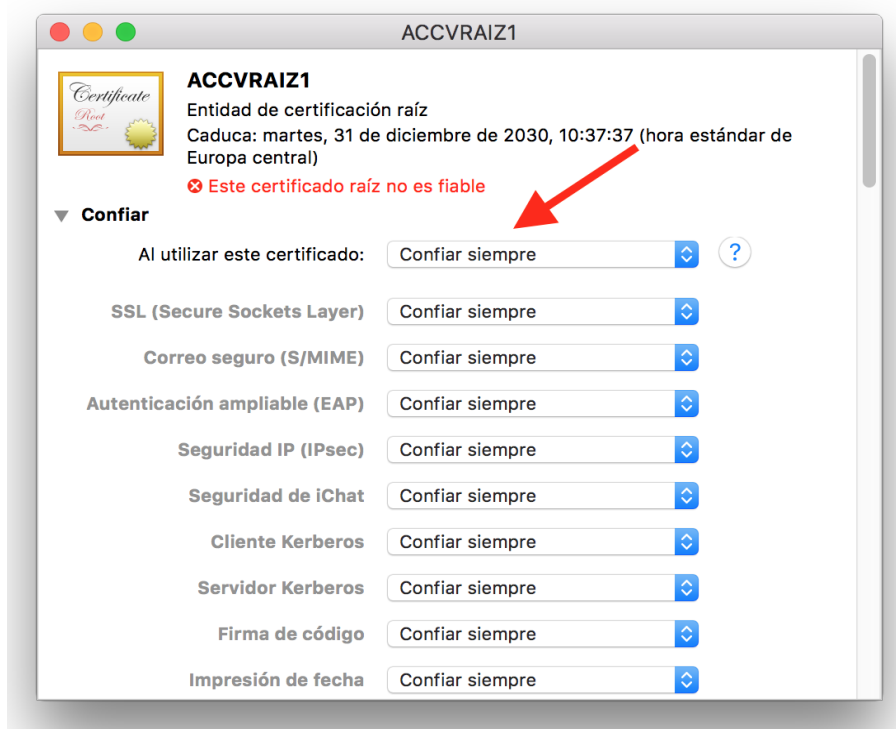 ACCVRAIZ1
Certificate
Root
ACCVRAIZ1
Entidad de certificación raíz
Caduca: martes, 31 de diciembre de 2030, 10:37:37 (hora estándar de
Europa central)
Este certificado raíz no es fiable
Confiar
Al utilizar este certificado: Confiar siempre ?
SSL (Secure Sockets Layer) Confiar siempre
Correo seguro (S/MIME) Confiar siempre
Autenticación ampliable (EAP) Confiar siempre
Seguridad IP (IPsec) Confiar siempre
Seguridad de iChat Confiar siempre
Cliente Kerberos Confiar siempre
Servidor Kerberos Confiar siempre
Firma de código Confiar siempre
Impresión de fecha Confiar siempre